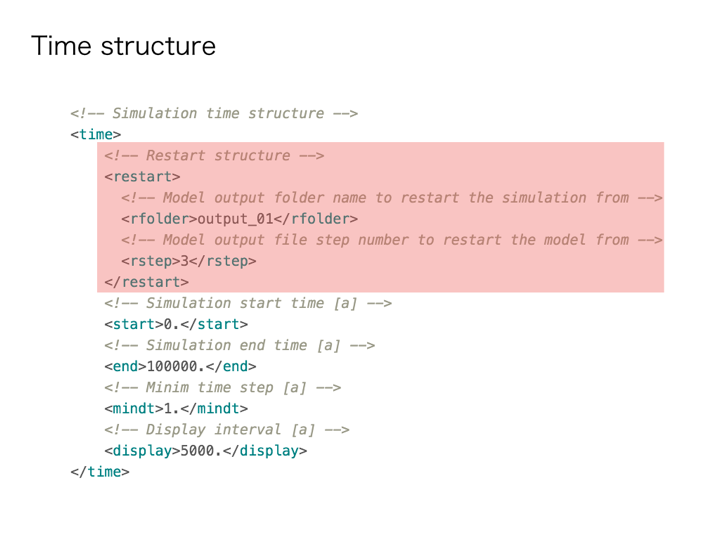 Time structure
<!-- Simulation time structure -->
<time>
<!-- Restart structure -->
<restart>
<!-- Model output folder name to restart the simulation from -->
<rfolder>output_01</rfolder>
<!-- Model output file step number to restart the model from -->
<rstep>3</rstep>
</restart>
<!-- Simulation start time [a] -->
<start>0.</start>
<!-- Simulation end time [a] -->
<end>100000.</end>
<!-- Minim time step [a] -->
<mindt>1.</mindt>
<!-- Display interval [a] -->
<display>5000.</display>
</time>